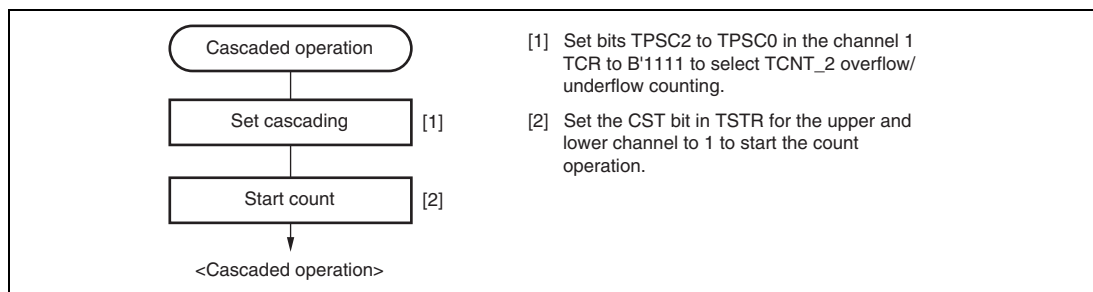 Cascaded operation
Set cascading
[1]
Start count
[2]
<Cascaded operation>
[1] Set bits TPSC2 to TPSC0 in the channel 1
TCR to B'1111 to select TCNT_2 overflow/
underflow counting.
[2] Set the CST bit in TSTR for the upper and
lower channel to 1 to start the count
operation.